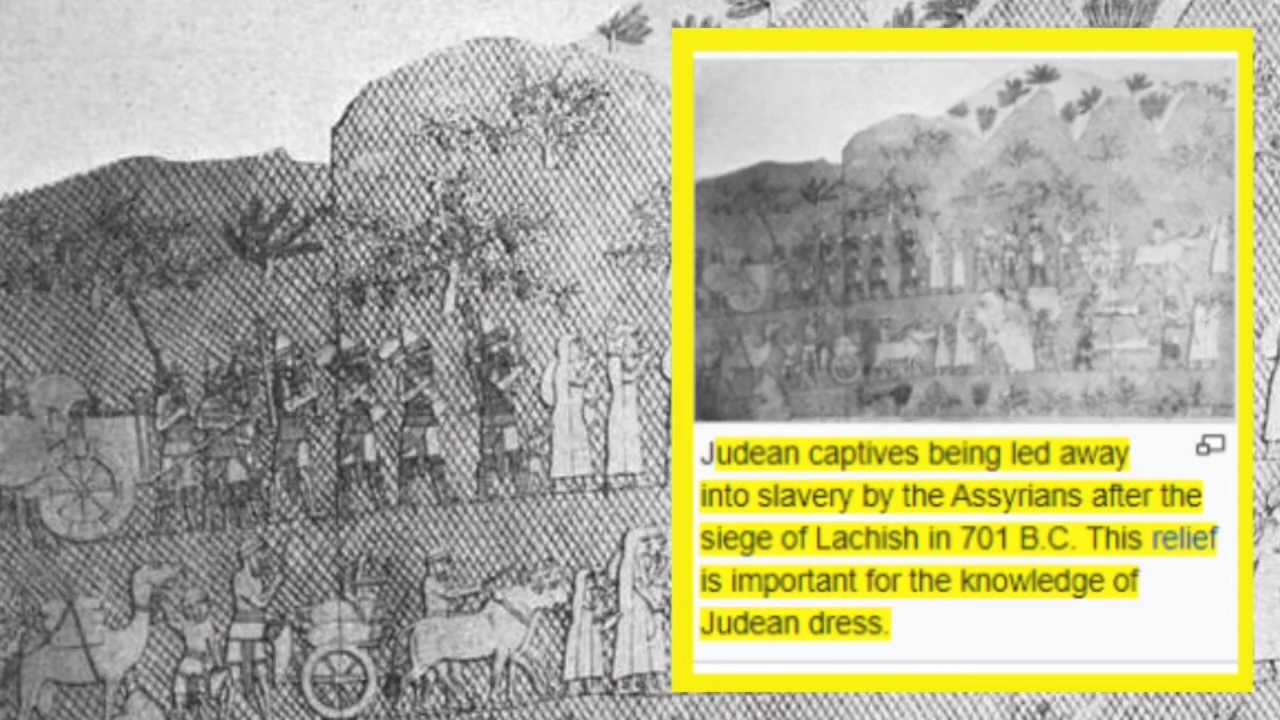 Judean captives being led away
into slavery by the Assyrians after the
siege of Lachish in 701 B.C. This relief
is important for the knowledge of
Judean dress.